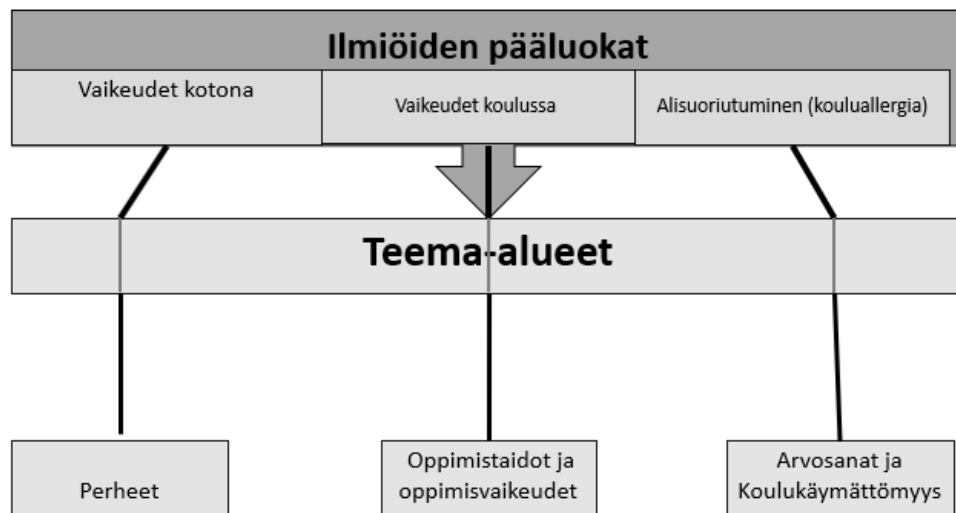 Ilmiöiden pääluokat
Vaikeudet kotona
Vaikeudet koulussa
Alisuoriutuminen (kouluallergia)
Teema-alueet
Perheet
Oppimistaidot ja
oppimisvaikeudet
Arvosanat ja
Koulukäymättömyys